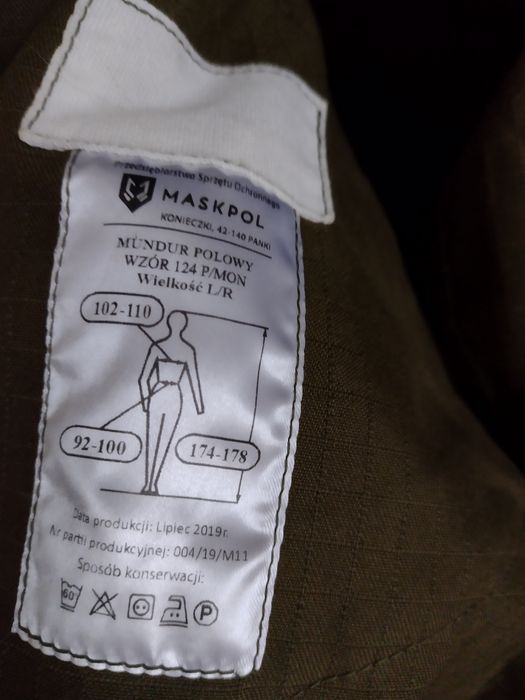 Przedsiębiorstwo Sprzętu Ochronnego
MASKPOL
KONIECZKI, 42-140 PANKI
MUNDUR POLOWY
WZÓR 124 P/MON
Wielkość L/R
102-110
92-100
174-178
Data produkcji: Lipiec 2019r.
Nr partii produkcyjnej: 004/19/M11
Sposób konserwacji:
60
P